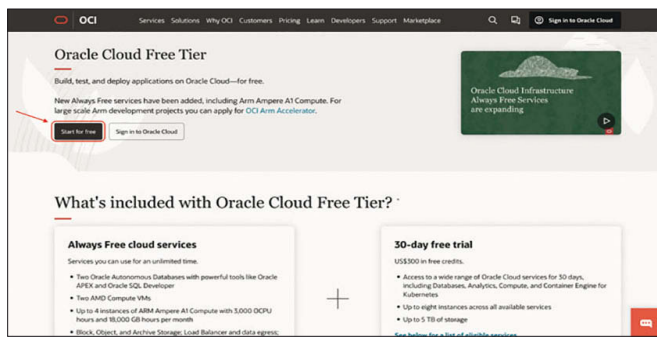 OCI
Services Solutions Why OCI Customers Pricing Learn Developers Support Marketplace
Sign in to Oracle Cloud
Oracle Cloud Free Tier
Build, test, and deploy applications on Oracle Cloud—for free.
New Always Free services have been added, including Arm Ampere A1 Compute. For
large scale Arm development projects you can apply for OCI Arm Accelerator.
Start for free
Sign in to Oracle Cloud
Oracle Cloud Infrastructure
Always Free Services
are expanding
What's included with Oracle Cloud Free Tier?
Always Free cloud services
Services you can use for an unlimited time.
• Two Oracle Autonomous Databases with powerful tools like Oracle
APEX and Oracle SQL Developer
• Two AMD Compute VMs
• Up to 4 instances of ARM Ampere A1 Compute with 3,000 OCPU
hours and 18,000 GB hours per month
• Block, Object, and Archive Storage; Load Balancer and data egress;
+
30-day free trial
US$300 in free credits.
• Access to a wide range of Oracle Cloud services for 30 days,
including Databases, Analytics, Compute, and Container Engine for
Kubernetes
• Up to eight instances across all available services
• Up to 5 TB of storage
See below for a list of eligible services